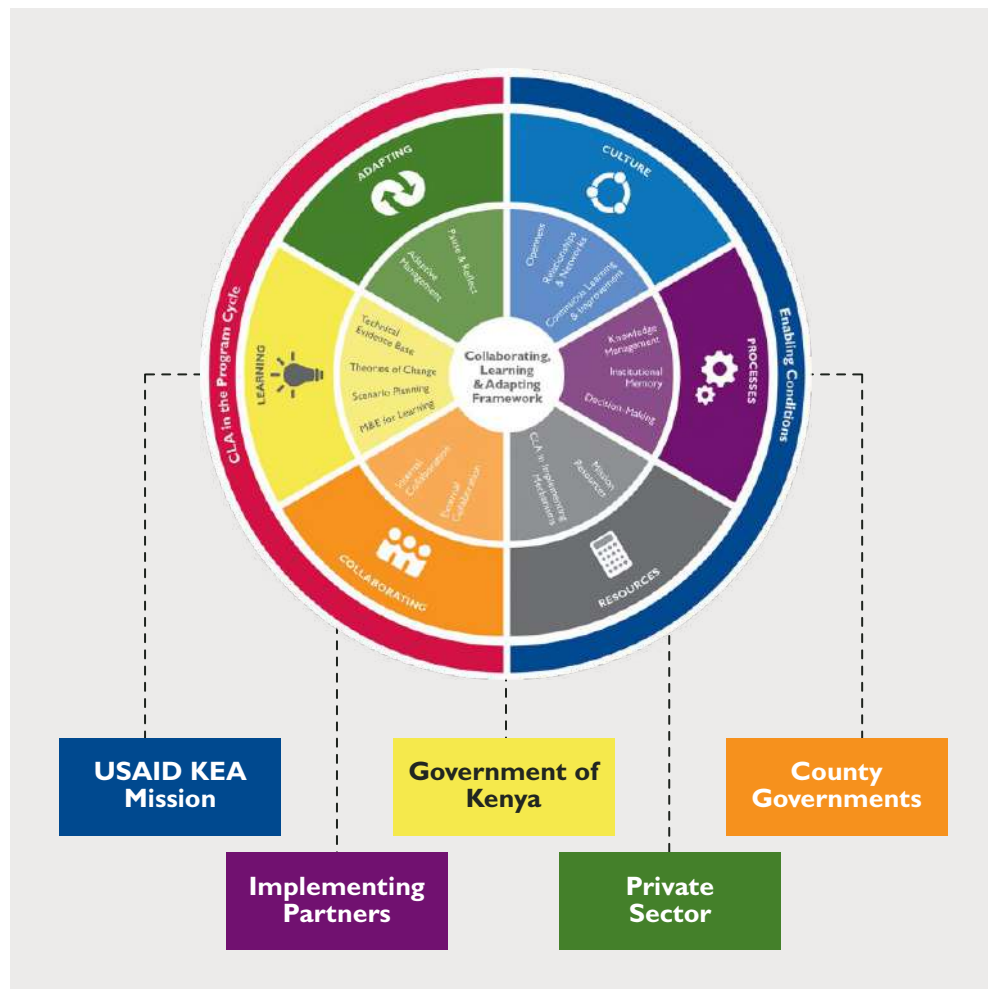 CLA in the Program Cycle
Enabling Conditions
ADAPTING
Adaptive
Management
Pause & Reflect
CULTURE
Openness
Relationships
& Networks
Continuous Learning
& Improvement
LEARNING
Technical
Evidence Base
Theories of Change
Scenario Planning
M&E for Learning
Collaborating,
Learning
& Adapting
Framework
PROCESSES
Knowledge
Management
Institutional
Memory
Decision-Making
COLLABORATING
Internal
Collaboration
External
Collaboration
RESOURCES
CLA in Implementing
Mechanisms
Mission
Resources
USAID KEA
Mission
Government of
Kenya
County
Governments
Implementing
Partners
Private
Sector